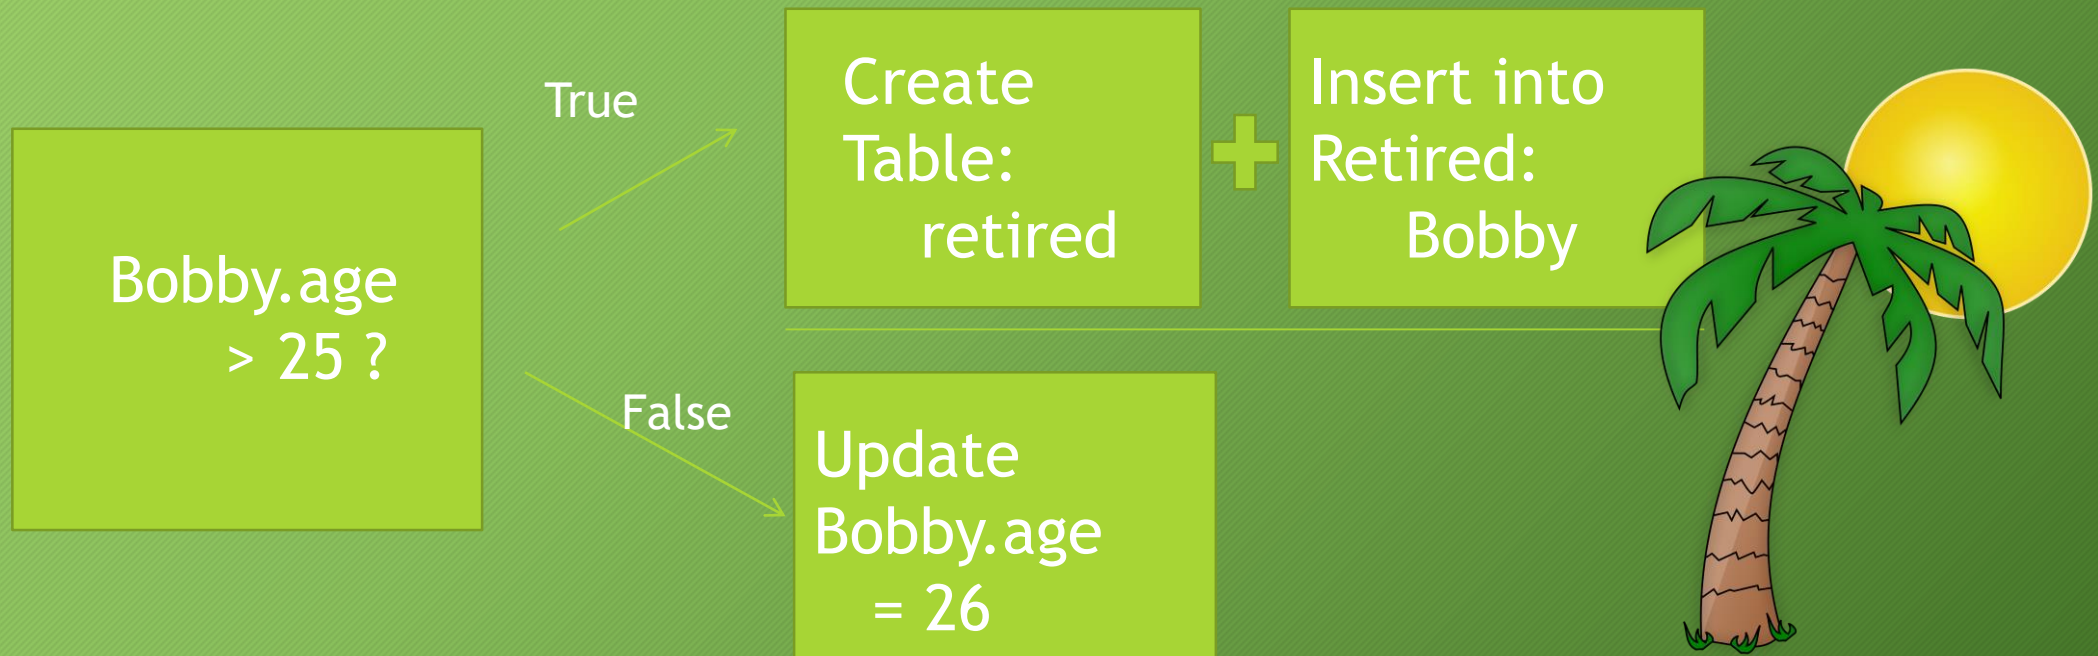 Bobby.age
> 25 ?
True
Create
Table:
retired
Insert into
Retired:
Bobby
False
Update
Bobby.age
= 26